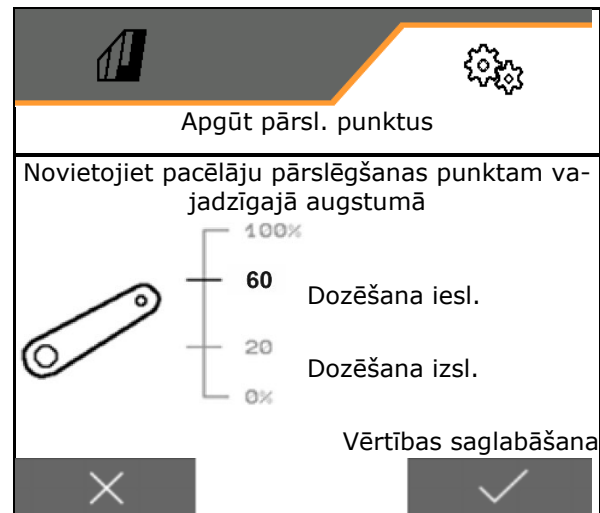 Apgūt pārsl. punktus
Novietojiet pacēlāju pārslēgšanas punktam va-
jadzīgajā augstumā
100%
60
Dozēšana iesl.
20
Dozēšana izsl.
0%
Vērtības saglabāšana